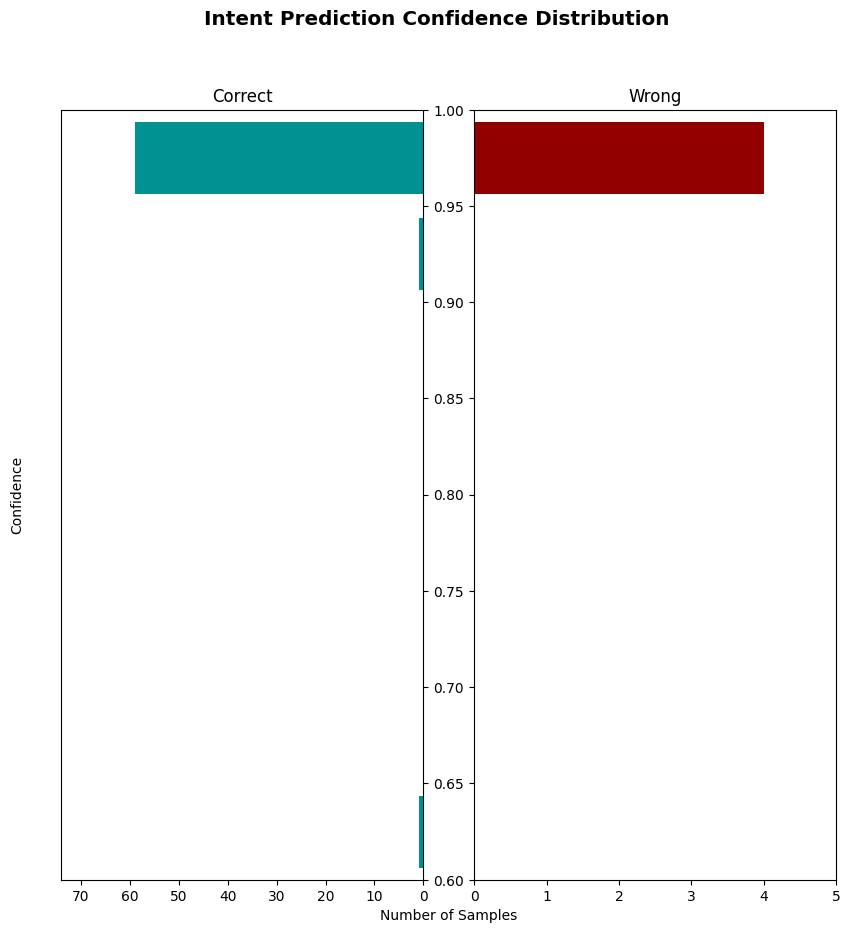 Intent Prediction Confidence Distribution
Correct
Wrong
1.00
0.95
0.90
0.85
0.80
0.75
0.70
0.65
0.60
Confidence
70 60 50 40 30 20 10 0
0 1 2 3 4 5
Number of Samples